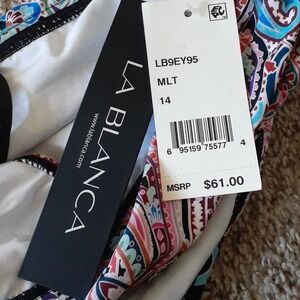 LA BLANCA
www.lablanca.com
LB9EY95
MLT
14
6 95159 75577 4
MSRP $61.00